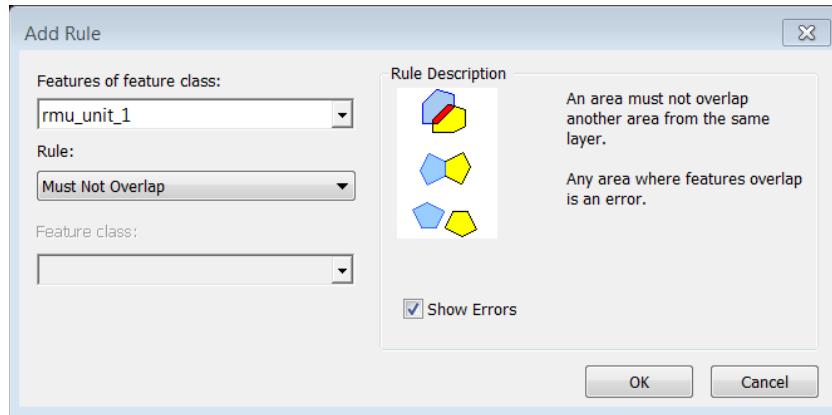 Add Rule
Features of feature class:
rmu_unit_1
Rule:
Must Not Overlap
Feature class:
Rule Description
An area must not overlap
another area from the same
layer.
Any area where features overlap
is an error.
Show Errors
OK
Cancel